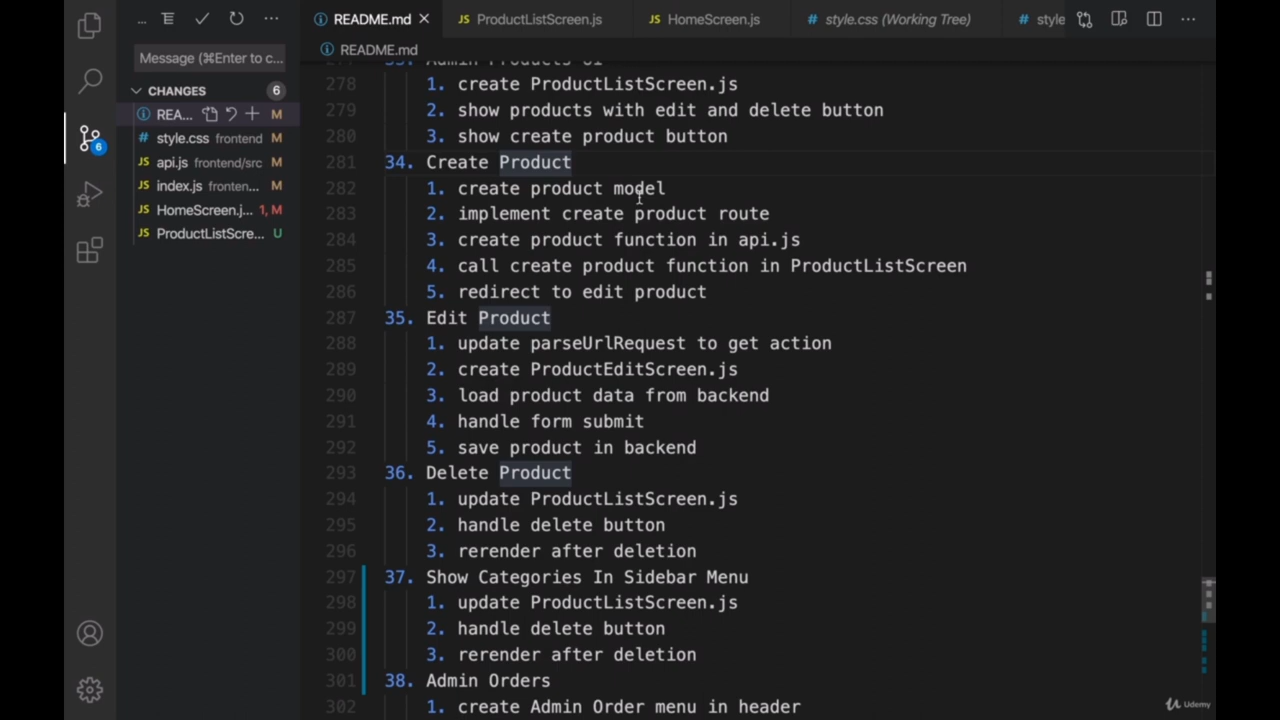 ...
README.md
ProductListScreen.js
HomeScreen.js
style.css (Working Tree)
style
...
Message (⌘Enter to c...
README.md
CHANGES
6
REA...
M
style.css frontend
M
api.js frontend/src
M
index.js fronten...
M
HomeScreen.j...
1, M
ProductListScre...
U
6
33. Admin Products UI
278 1. create ProductListScreen.js
279 2. show products with edit and delete button
280 3. show create product button
281 34. Create Product
282 1. create product model
283 2. implement create product route
284 3. create product function in api.js
285 4. call create product function in ProductListScreen
286 5. redirect to edit product
287 35. Edit Product
288 1. update parseUrlRequest to get action
289 2. create ProductEditScreen.js
290 3. load product data from backend
291 4. handle form submit
292 5. save product in backend
293 36. Delete Product
294 1. update ProductListScreen.js
295 2. handle delete button
296 3. rerender after deletion
297 37. Show Categories In Sidebar Menu
298 1. update ProductListScreen.js
299 2. handle delete button
300 3. rerender after deletion
301 38. Admin Orders
302 1. create Admin Order menu in header
Udemy